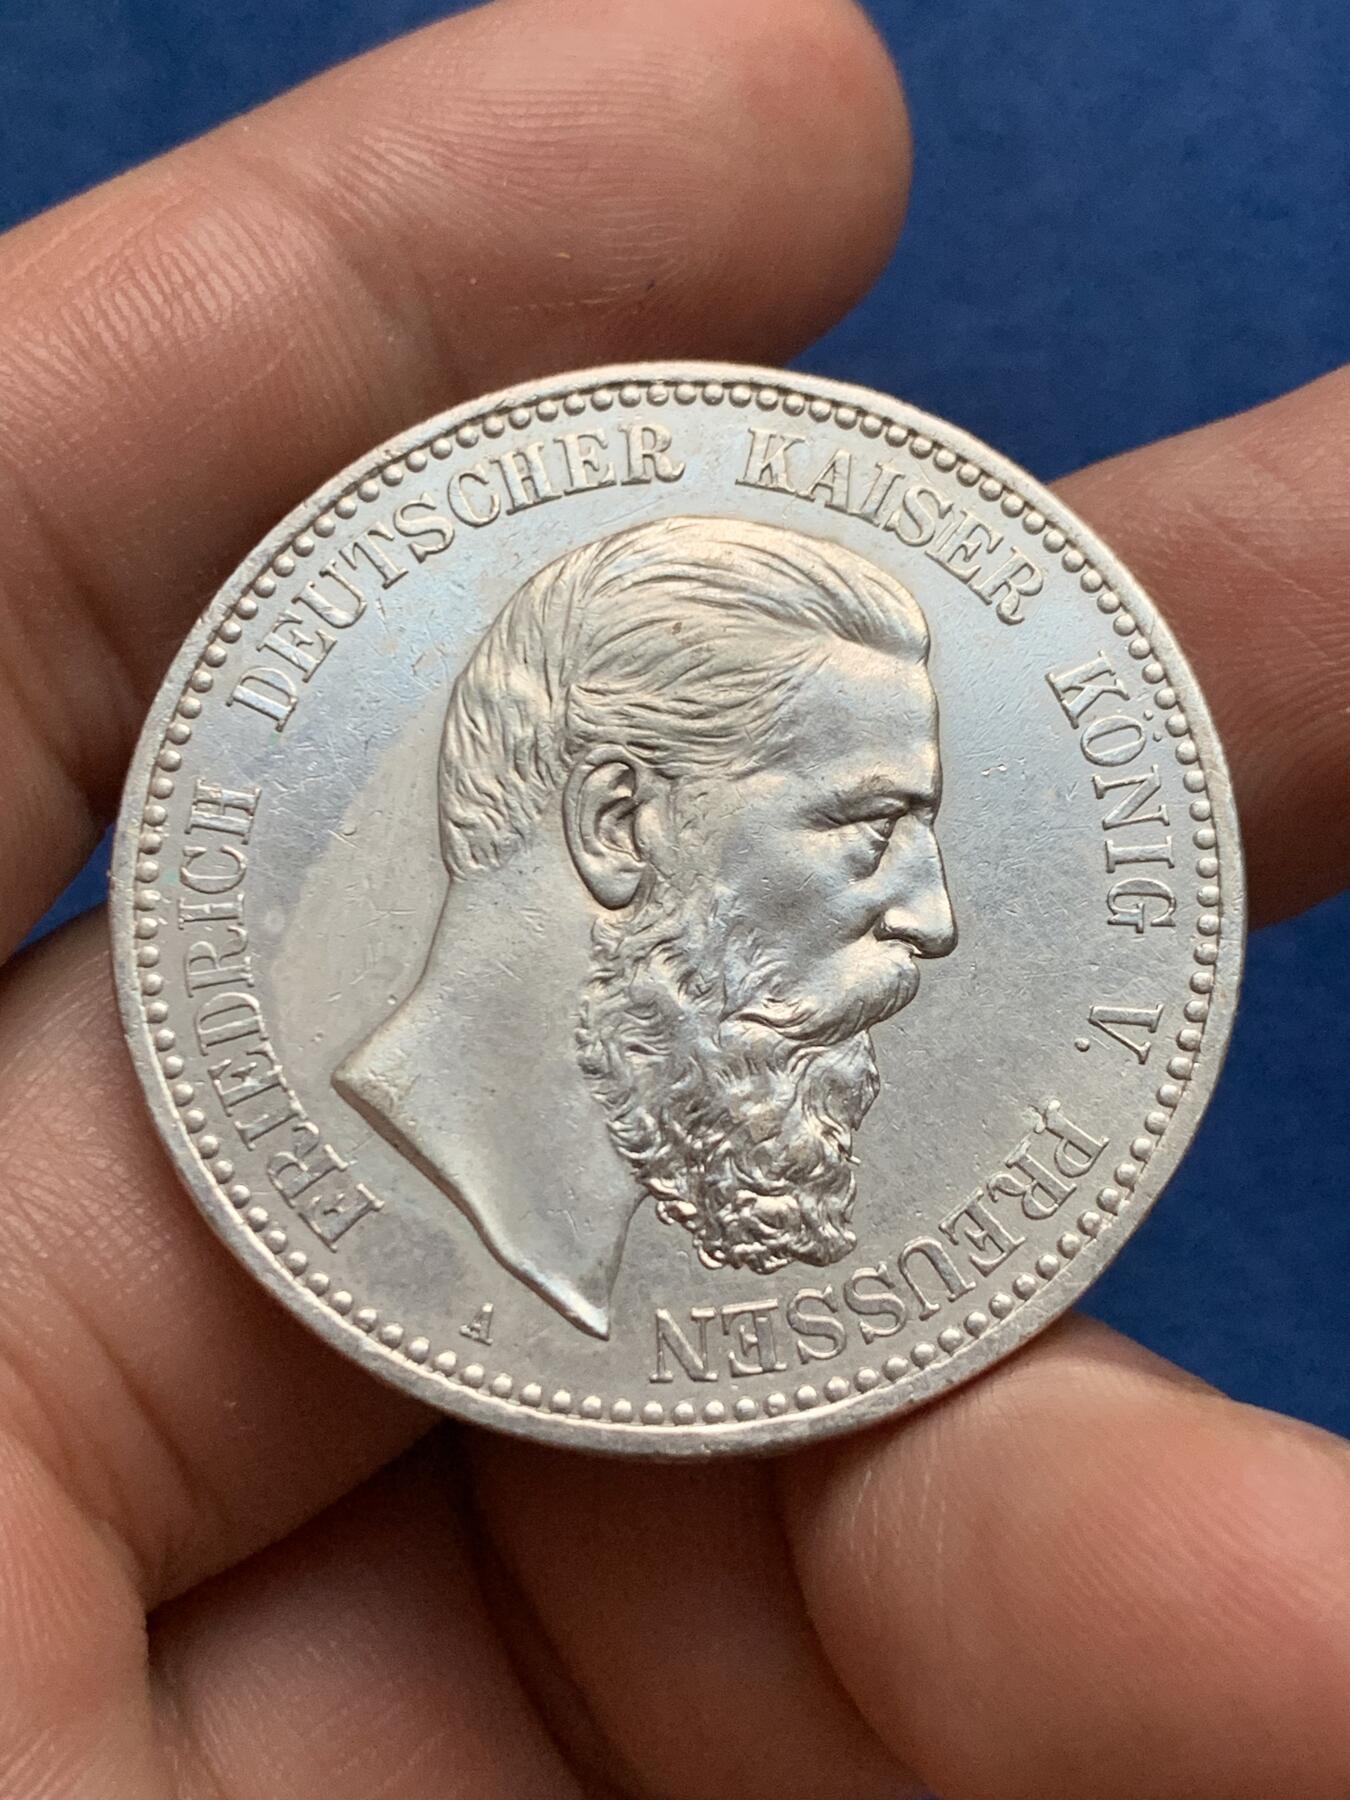 FRIEDRICH DEUTSCHER KAISER KÖNIG V. PREUSSEN
A